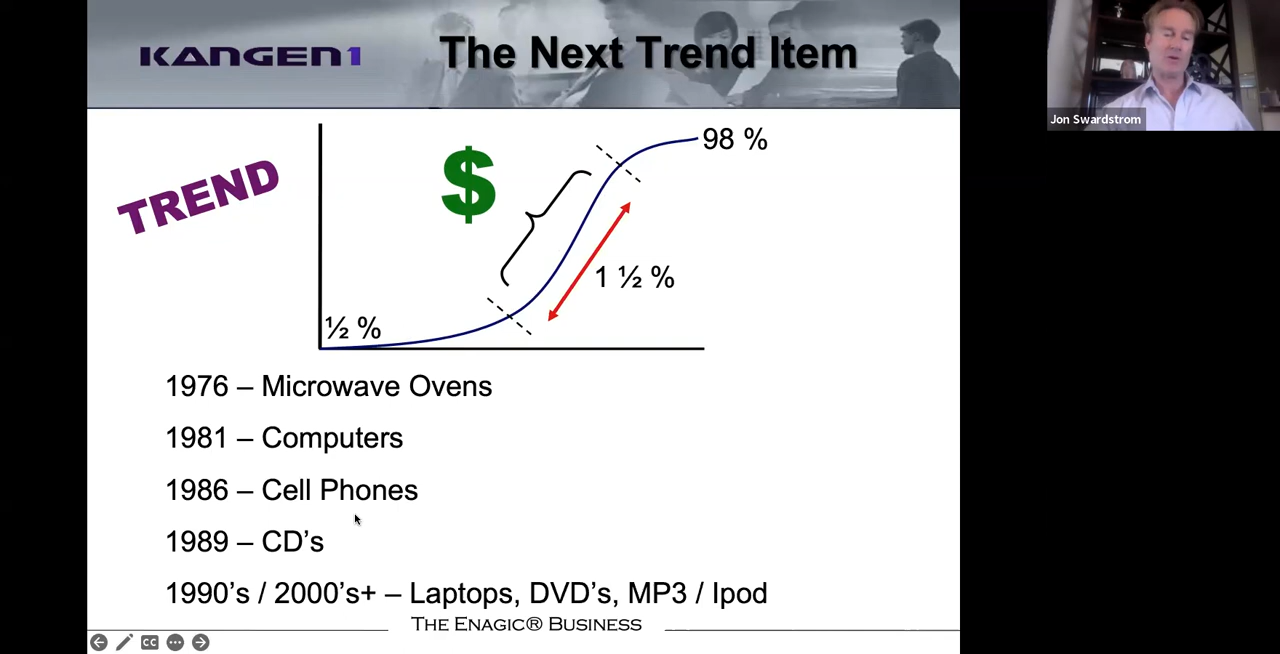 KANGEN1
The Next Trend Item
Jon Swardstrom
TREND
$
98 %
1 ½ %
½ %
1976 – Microwave Ovens
1981 – Computers
1986 – Cell Phones
1989 – CD’s
1990’s / 2000’s+ – Laptops, DVD’s, MP3 / Ipod
THE ENAGIC® BUSINESS
CC